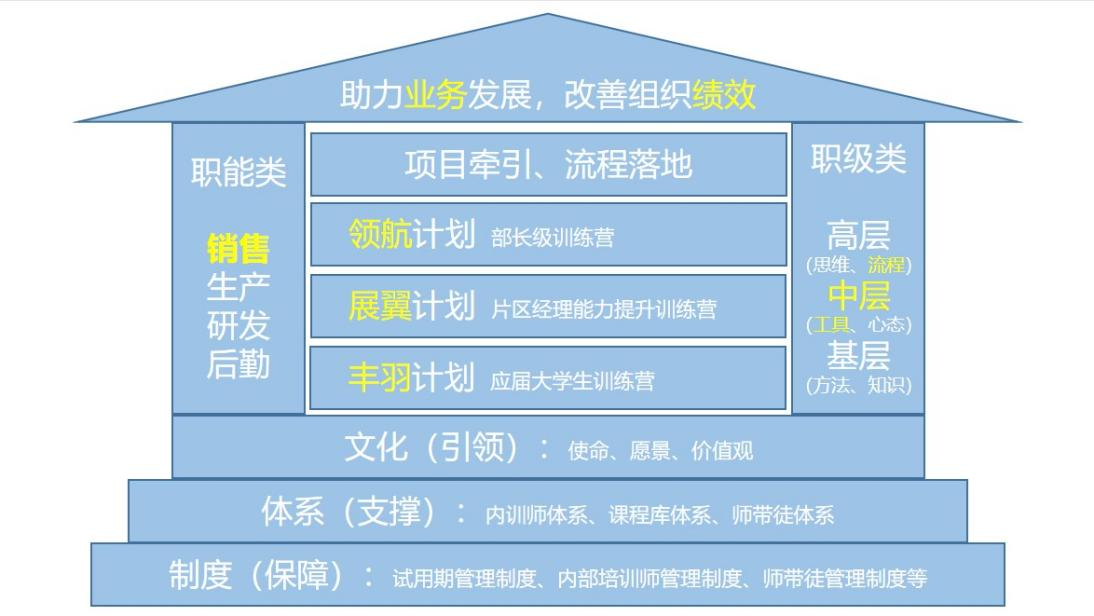 助力业务发展，改善组织绩效
职能类
销售
生产
研发
后勤
项目牵引、流程落地
领航计划 部长级训练营
展翼计划 片区经理能力提升训练营
丰羽计划 应届大学生训练营
职级类
高层
(思维、流程)
中层
(工具、心态)
基层
(方法、知识)
文化（引领）：使命、愿景、价值观
体系（支撑）：内训师体系、课程库体系、师带徒体系
制度（保障）：试用期管理制度、内部培训师管理制度、师带徒管理制度等